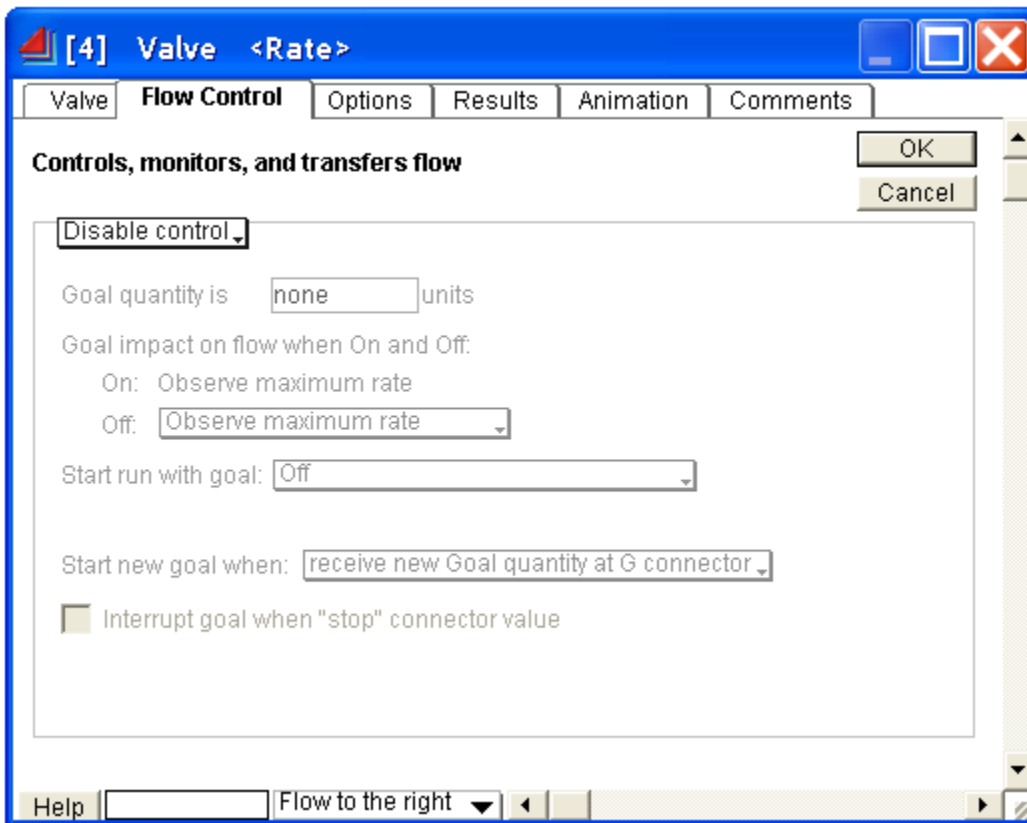 [4] Valve <Rate>
Valve Flow Control Options Results Animation Comments
Controls, monitors, and transfers flow
OK
Cancel
Disable control
Goal quantity is none units
Goal impact on flow when On and Off:
On: Observe maximum rate
Off: Observe maximum rate
Start run with goal: Off
Start new goal when: receive new Goal quantity at G connector
Interrupt goal when "stop" connector value
Help Flow to the right